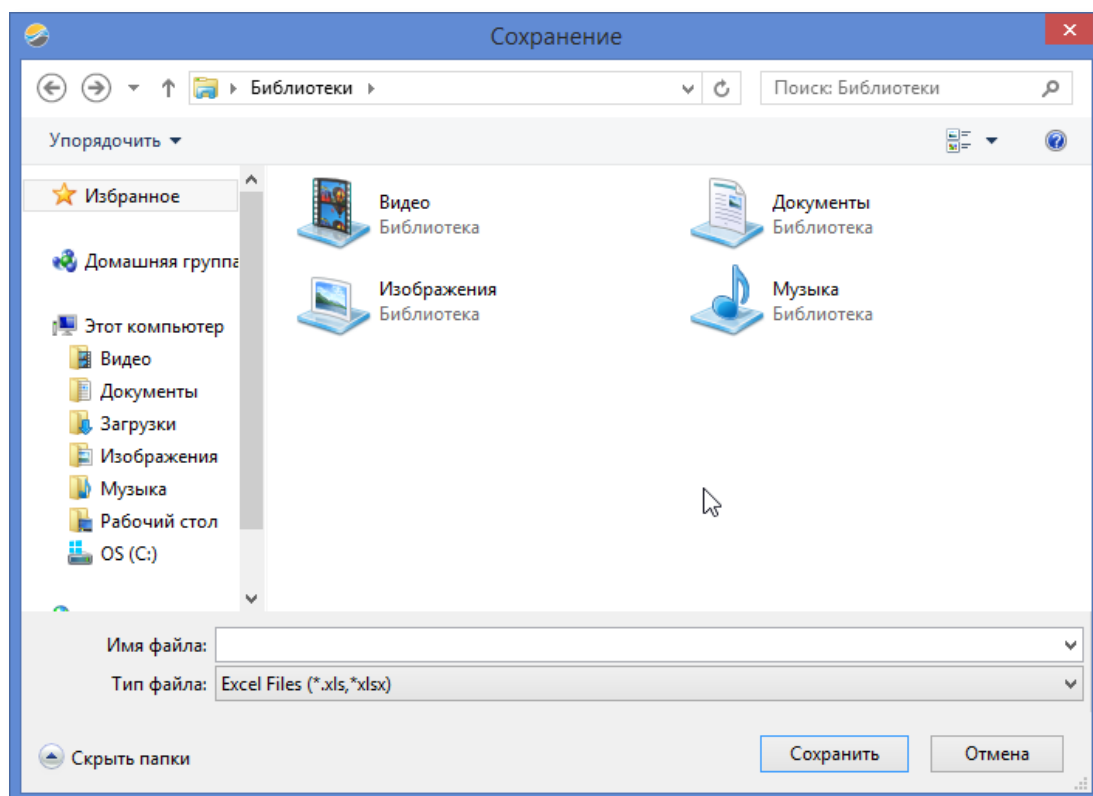 Сохранение
Библиотеки
Поиск: Библиотеки
Упорядочить
Избранное
Домашняя группа
Этот компьютер
Видео
Документы
Загрузки
Изображения
Музыка
Рабочий стол
OS (C:)
Видео
Библиотека
Документы
Библиотека
Изображения
Библиотека
Музыка
Библиотека
Имя файла:
Тип файла: Excel Files (*.xls,*xlsx)
Скрыть папки
Сохранить
Отмена